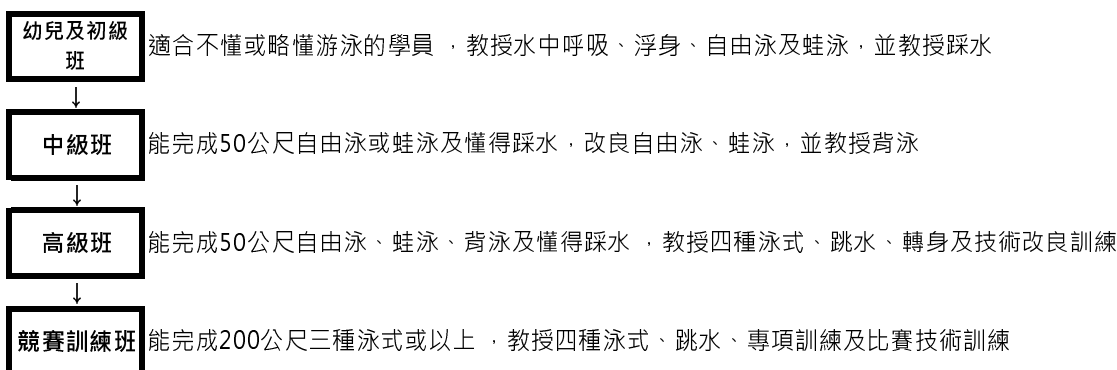 幼兒及初級
班
適合不懂或略懂游泳的學員 ，教授水中呼吸、浮身、自由泳及蛙泳，並教授踩水
↓
中級班 能完成50公尺自由泳或蛙泳及懂得踩水，改良自由泳、蛙泳，並教授背泳
↓
高級班 能完成50公尺自由泳、蛙泳、背泳及懂得踩水 ，教授四種泳式、跳水、轉身及技術改良訓練
↓
競賽訓練班 能完成200公尺三種泳式或以上 ，教授四種泳式、跳水、專項訓練及比賽技術訓練